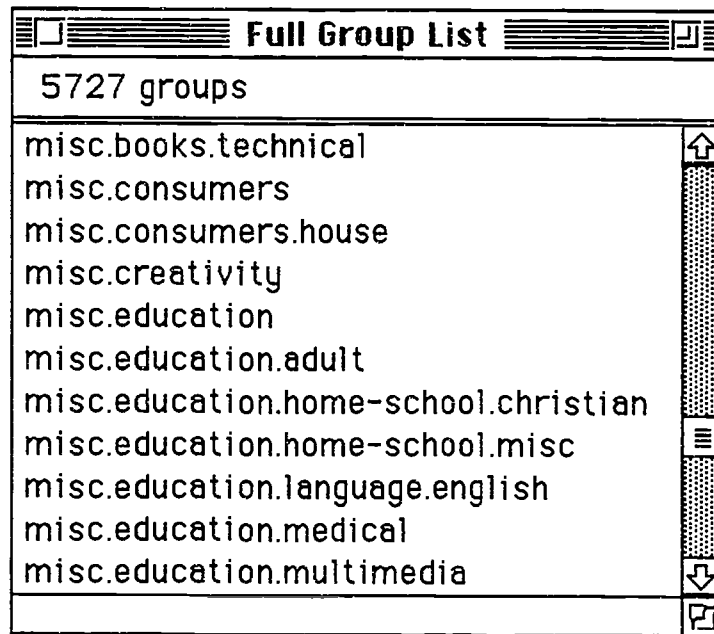 Full Group List
5727 groups
misc.books.technical
misc.consumers
misc.consumers.house
misc.creativity
misc.education
misc.education.adult
misc.education.home-school.christian
misc.education.home-school.misc
misc.education.language.english
misc.education.medical
misc.education.multimedia